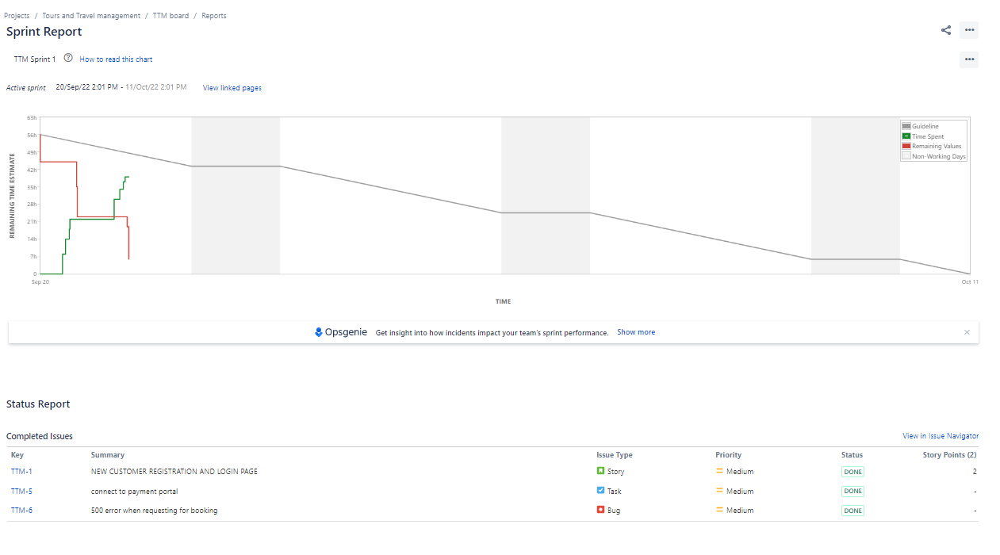 Projects / Tours and Travel management / TTM board / Reports
Sprint Report
TTM Sprint 1 How to read this chart
Active sprint 20/Sep/22 2:01 PM - 11/Oct/22 2:01 PM View linked pages
63h
56h
49h
42h
35h
28h
21h
14h
7h
0
REMAINING TIME ESTIMATE
Guideline
Time Spent
Remaining Values
Non-Working Days
Sep 20 Oct 11
TIME
Opsgenie Get insight into how incidents impact your team's sprint performance. Show more
Status Report
Completed Issues View in Issue Navigator
Key Summary Issue Type Priority Status Story Points (2)
TTM-1 NEW CUSTOMER REGISTRATION AND LOGIN PAGE Story Medium DONE 2
TTM-5 connect to payment portal Task Medium DONE -
TTM-6 500 error when requesting for booking Bug Medium DONE -